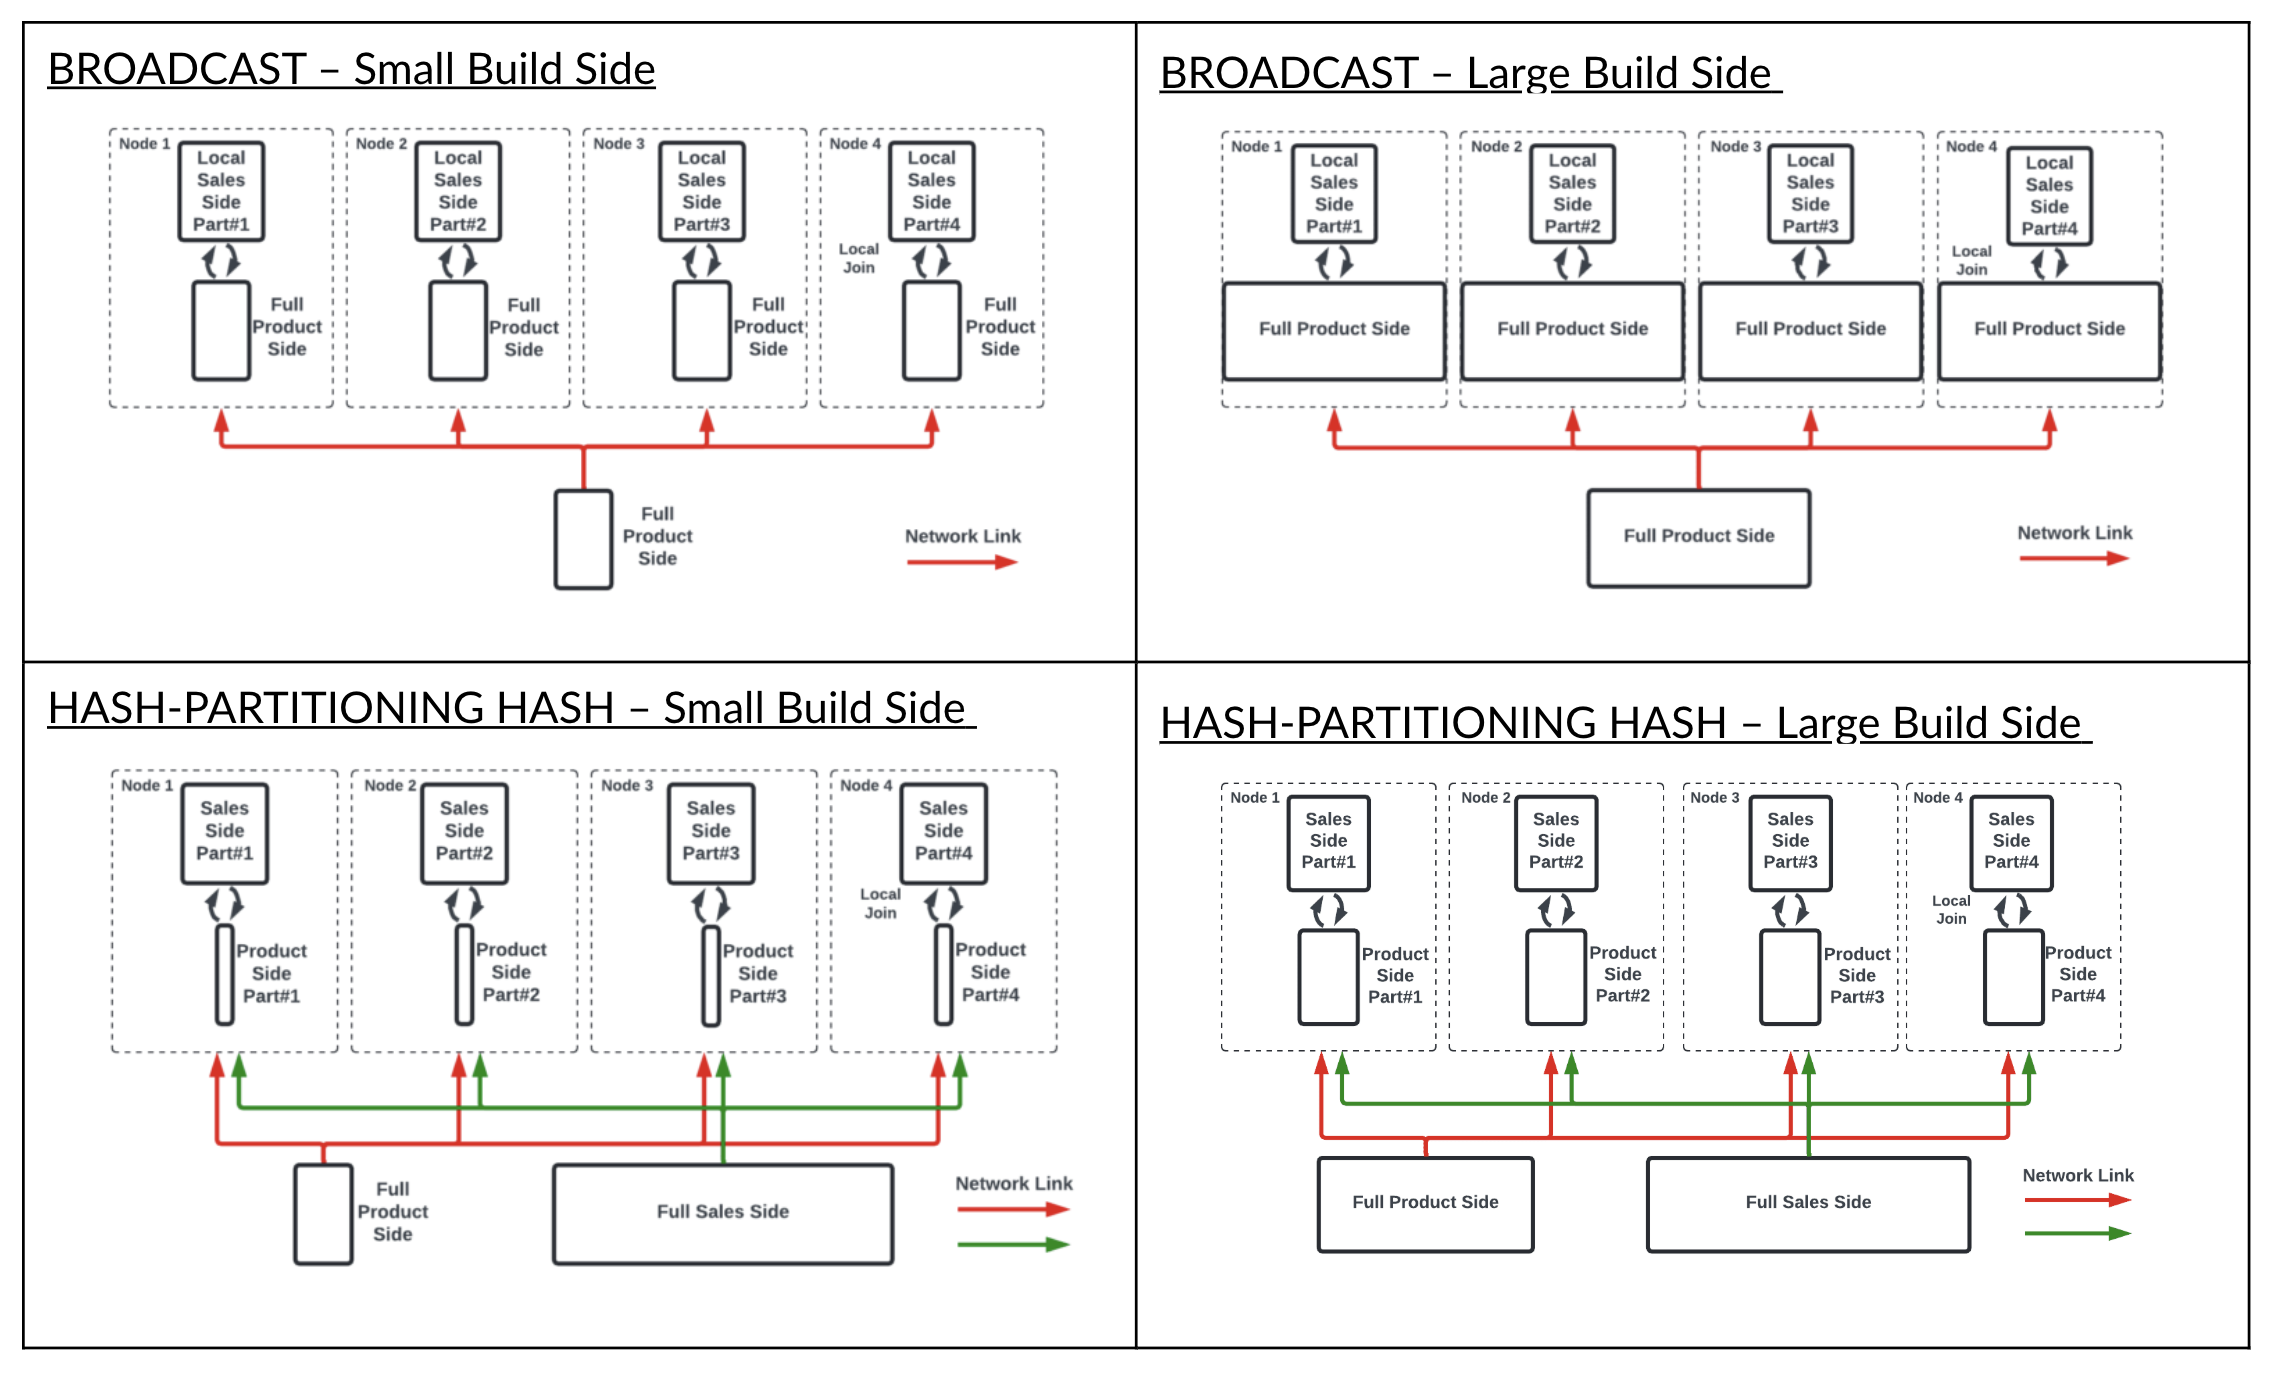 BROADCAST – Small Build Side
Node 1
Local
Sales
Side
Part#1
Full
Product
Side
Node 2
Local
Sales
Side
Part#2
Full
Product
Side
Node 3
Local
Sales
Side
Part#3
Full
Product
Side
Node 4
Local
Sales
Side
Part#4
Local
Join
Full
Product
Side
Full
Product
Side
Network Link
BROADCAST – Large Build Side
Node 1
Local
Sales
Side
Part#1
Full Product Side
Node 2
Local
Sales
Side
Part#2
Full Product Side
Node 3
Local
Sales
Side
Part#3
Full Product Side
Node 4
Local
Sales
Side
Part#4
Local
Join
Full Product Side
Full Product Side
Network Link
HASH-PARTITIONING HASH – Small Build Side
Node 1
Sales
Side
Part#1
Product
Side
Part#1
Node 2
Sales
Side
Part#2
Product
Side
Part#2
Node 3
Sales
Side
Part#3
Product
Side
Part#3
Node 4
Sales
Side
Part#4
Local
Join
Product
Side
Part#4
Full
Product
Side
Full Sales Side
Network Link
HASH-PARTITIONING HASH – Large Build Side
Node 1
Sales
Side
Part#1
Product
Side
Part#1
Node 2
Sales
Side
Part#2
Product
Side
Part#2
Node 3
Sales
Side
Part#3
Product
Side
Part#3
Node 4
Sales
Side
Part#4
Local
Join
Product
Side
Part#4
Full Product Side
Full Sales Side
Network Link